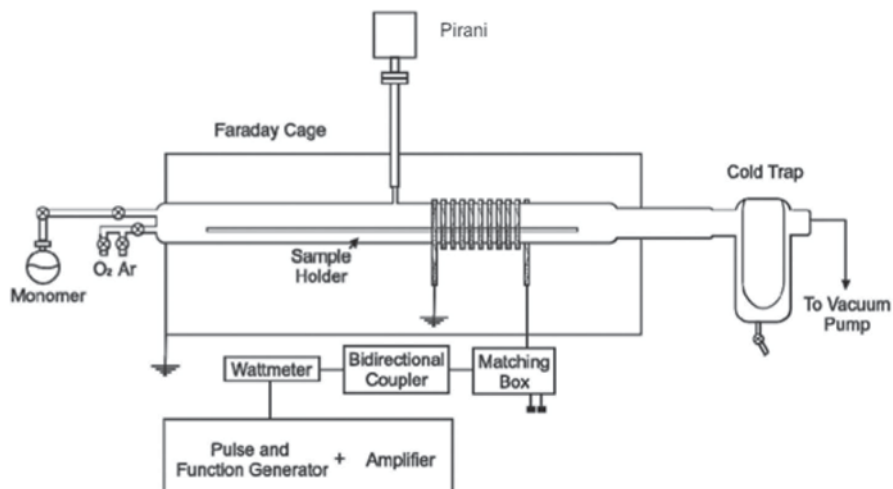 Pirani
Faraday Cage
Cold Trap
O₂ Ar
Monomer
Sample
Holder
To Vacuum
Pump
Wattmeter
Bidirectional
Coupler
Matching
Box
Pulse and
Function Generator + Amplifier